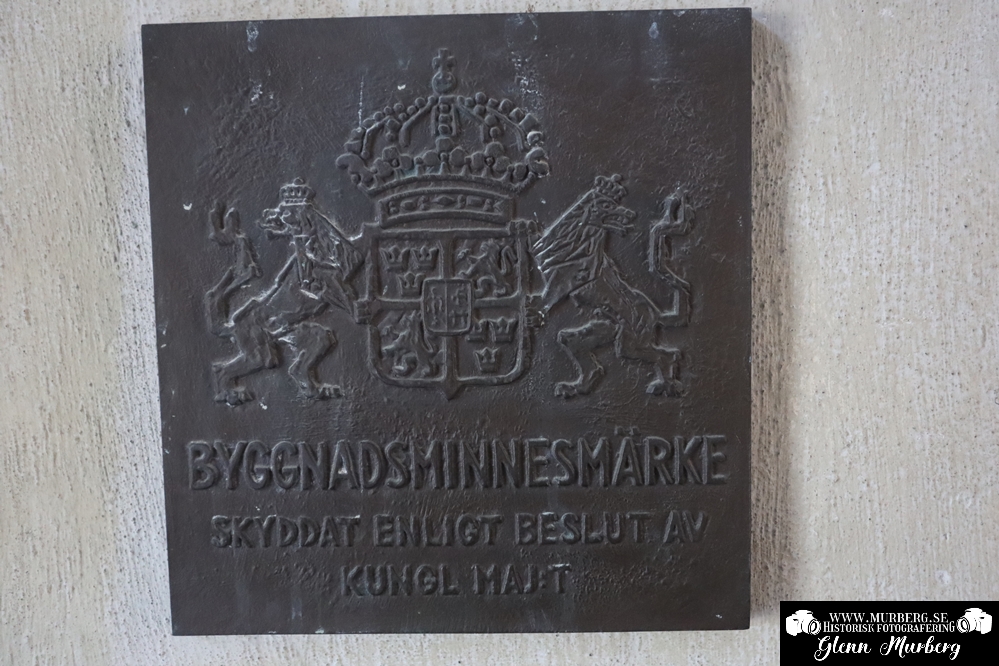 BYGGNADSMINNESMÄRKE
SKYDDAT ENLIGT BESLUT AV
KUNGL MAJ:T
WWW.MURBERG.SE
HISTORISK FOTOGRAFERING
Glenn Murberg